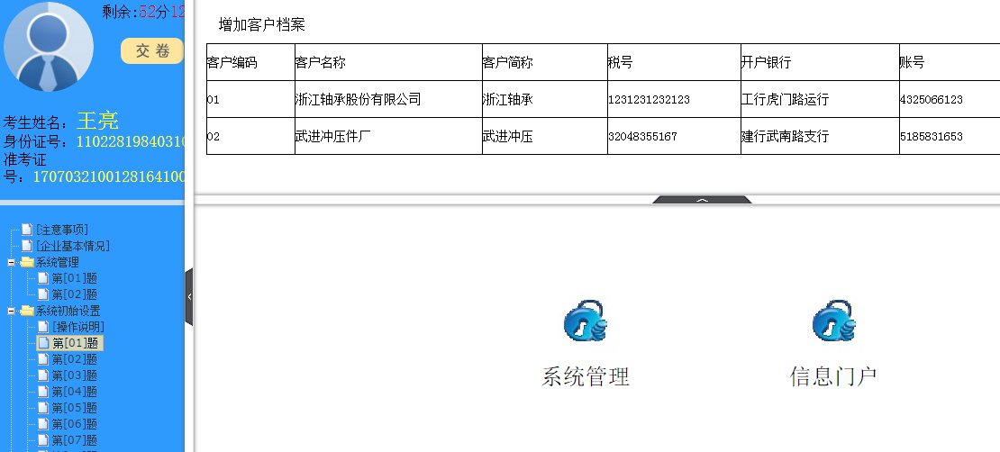 剩余:52分12
交 卷
考生姓名：王亮
身份证号：11022819840310
准考证
号：1707032100128164100
[注意事项]
[企业基本情况]
系统管理
第[01]题
第[02]题
系统初始设置
[操作说明]
第[01]题
第[02]题
第[03]题
第[04]题
第[05]题
第[06]题
第[07]题
增加客户档案
客户编码 客户名称 客户简称 税号 开户银行 账号
01 浙江轴承股份有限公司 浙江轴承 1231231232123 工行虎门路运行 4325066123
02 武进冲压件厂 武进冲压 32048355167 建行武南路支行 5185831653
系统管理 信息门户